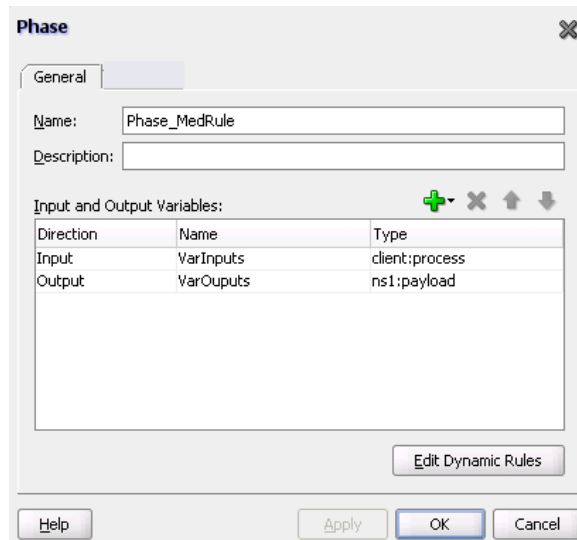 Phase
General
Name: Phase_MedRule
Description:
Input and Output Variables:
Direction Name Type
Input VarInputs client:process
Output VarOuputs ns1:payload
Edit Dynamic Rules
Help Apply OK Cancel